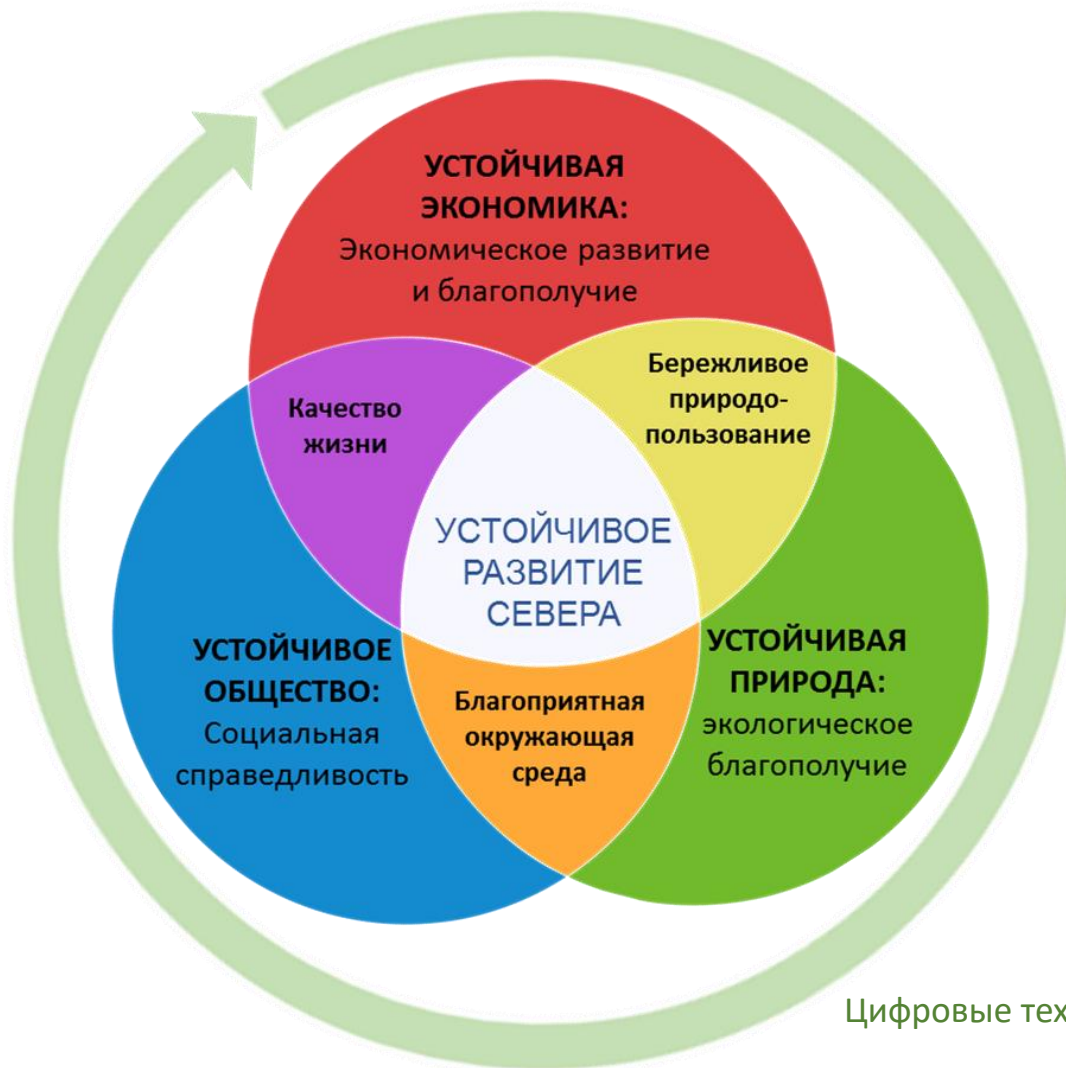 УСТОЙЧИВАЯ
ЭКОНОМИКА:
Экономическое развитие
и благополучие
Качество
жизни
Бережливое
природо-
пользование
УСТОЙЧИВОЕ
РАЗВИТИЕ
СЕВЕРА
УСТОЙЧИВОЕ
ОБЩЕСТВО:
Социальная
справедливость
Благоприятная
окружающая
среда
УСТОЙЧИВАЯ
ПРИРОДА:
экологическое
благополучие
Цифровые тех